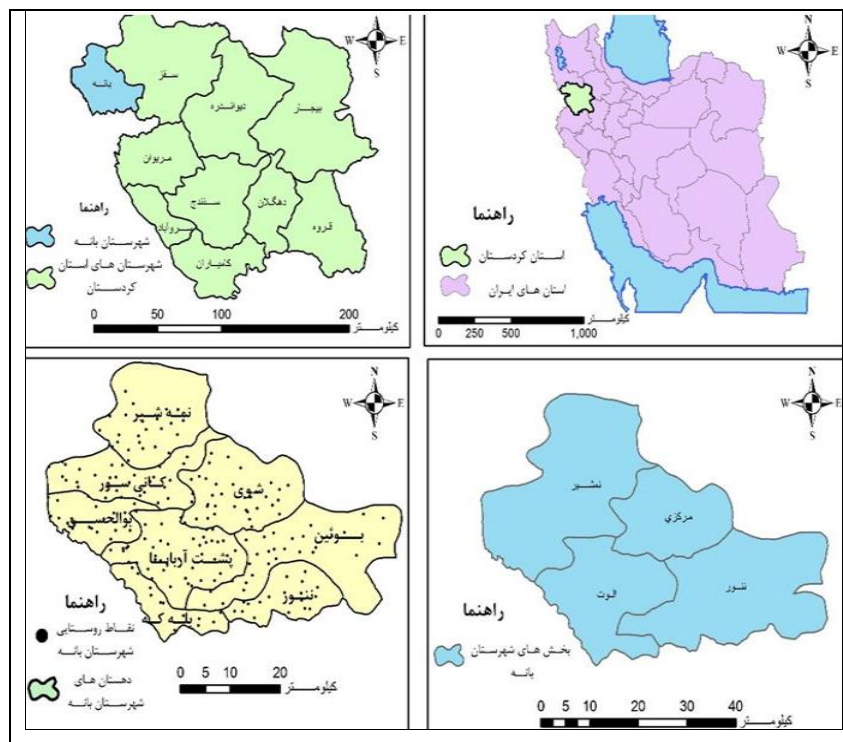 N
W E
S
سقز
بانه
دیواندره
بیجار
مریوان
سنندج
دهگلان
قروه
سروآباد
کامیاران
راهنما
شهرستان بانه
شهرستان های استان
کردستان
0 50 100 200
کیلومتر
N
W E
S
راهنما
استان کردستان
استان های ایران
کیلومتر
0 250 500 1,000
N
W E
S
نمه شیر
کانی سور
شوی
بوالحسن
بوئین
پشت آربابا
ننور
بانه که
راهنما
نقاط روستایی
شهرستان بانه
دهستان های
شهرستان بانه
0 5 10 20
کیلومتر
N
W E
S
نمشیر
مرکزي
ننور
الوت
راهنما
بخش های شهرستان
بانه
0 5 10 20 30 40
کیلومتر